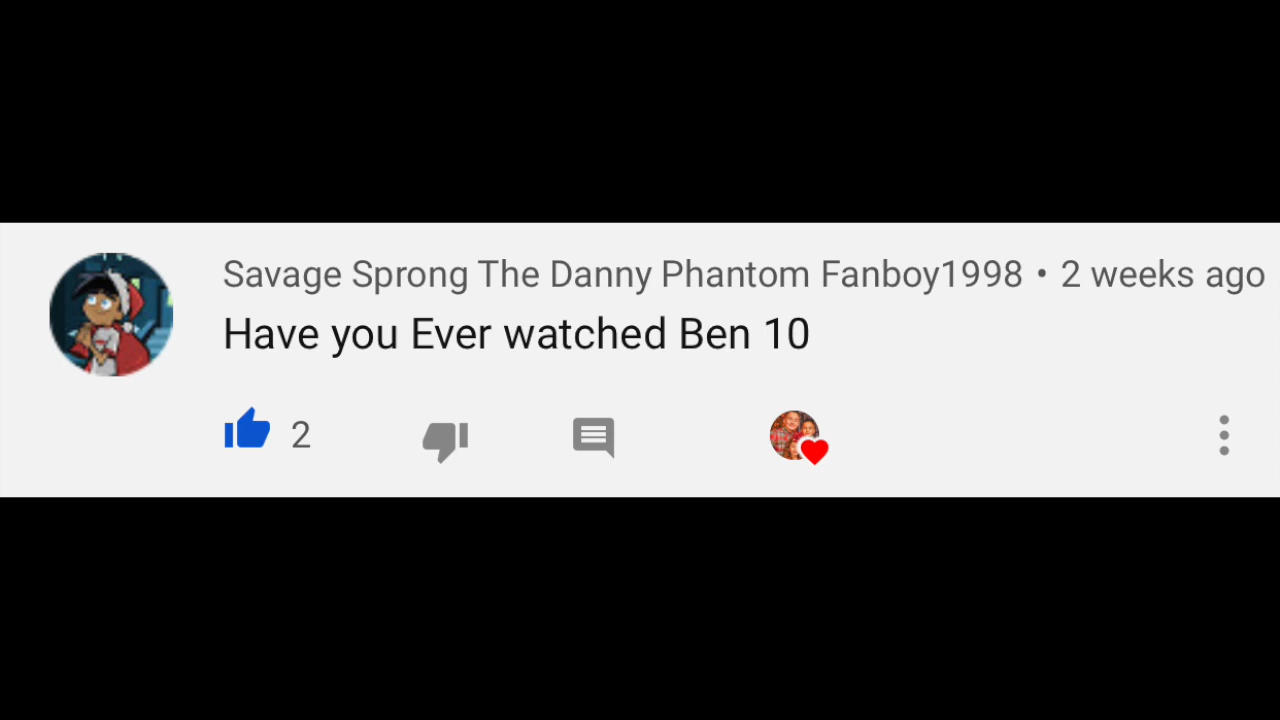 Savage Sprong The Danny Phantom Fanboy1998 • 2 weeks ago
Have you Ever watched Ben 10
2